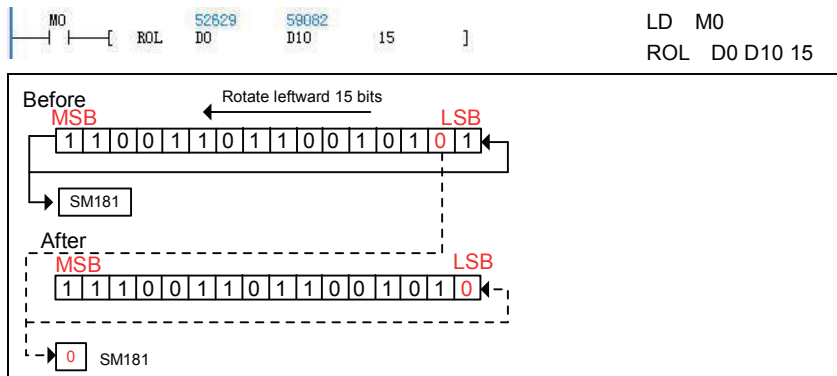 M0 52629 59082
[ ROL D0 D10 15 ]
LD M0
ROL D0 D10 15
Before
Rotate leftward 15 bits
MSB LSB
1 1 0 0 1 1 0 1 1 0 0 1 0 1 0 1
SM181
After
MSB LSB
1 1 1 0 0 1 1 0 1 1 0 0 1 0 1 0
0 SM181